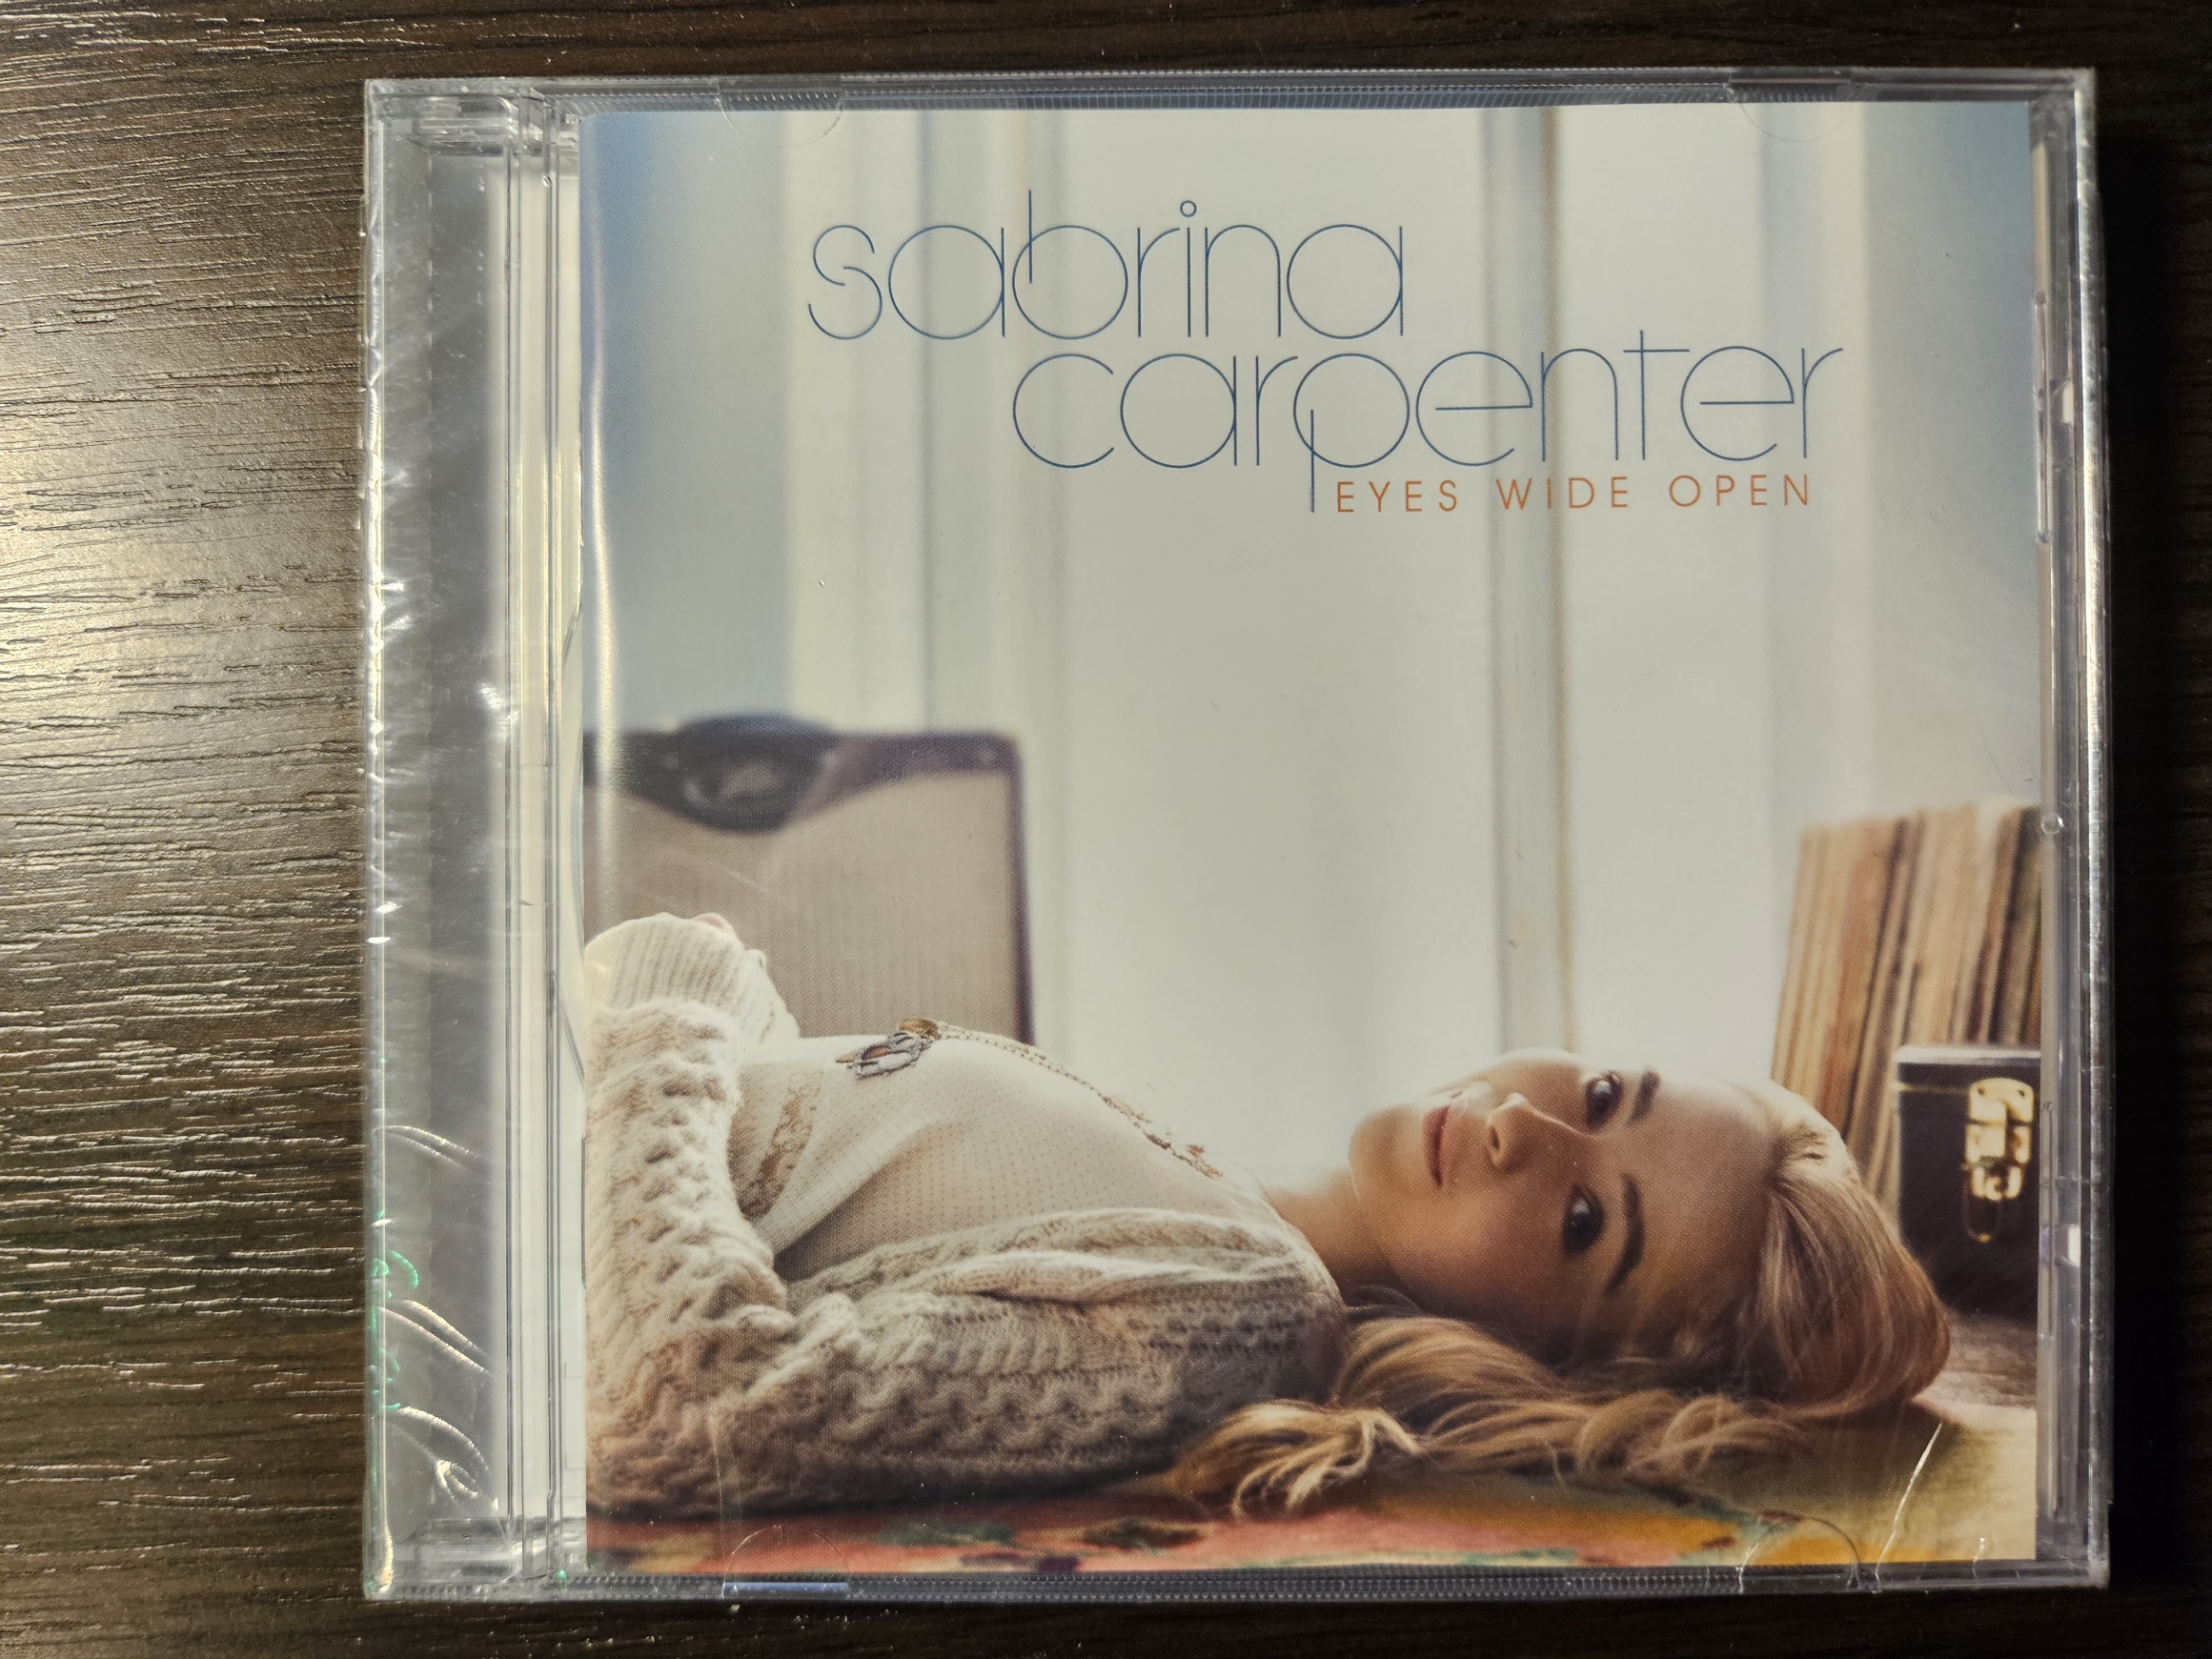 sabrina
carpenter
EYES WIDE OPEN